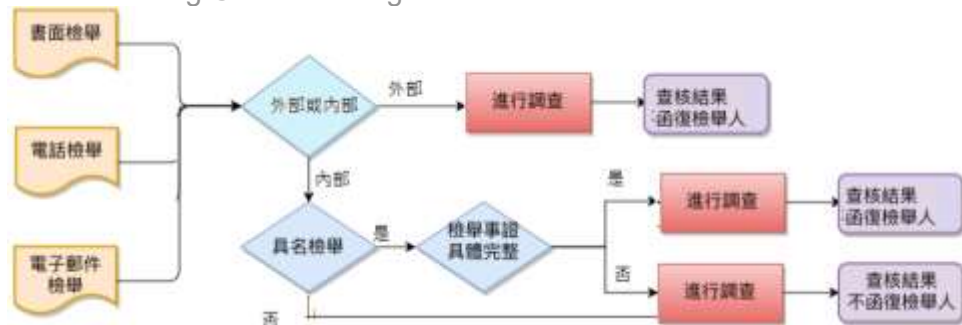 書面檢舉
電話檢舉
電子郵件
檢舉
外部或內部
外部
進行調查
查核結果
函復檢舉人
內部
具名檢舉
是
檢舉事證
具體完整
是
進行調查
查核結果
函復檢舉人
否
進行調查
查核結果
不函復檢舉人
否